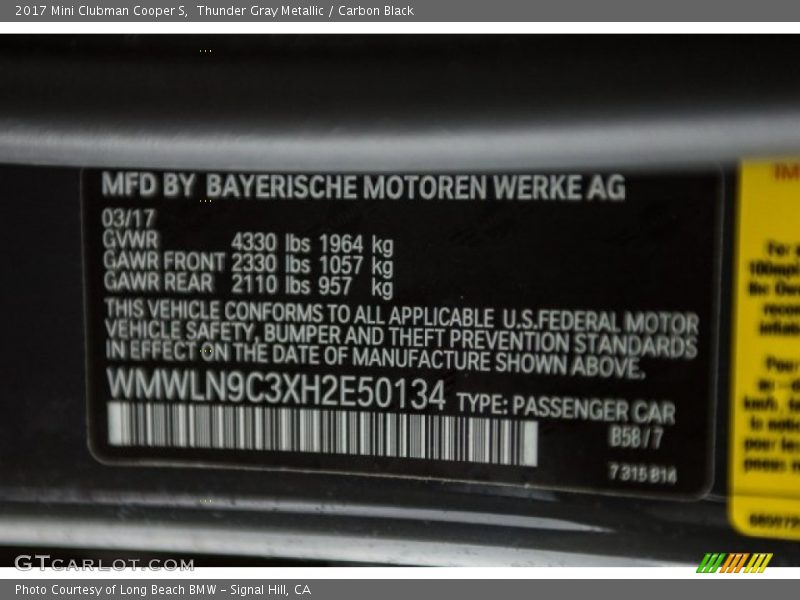 2017 Mini Clubman Cooper S,  Thunder Gray Metallic / Carbon Black
MFD BY BAYERISCHE MOTOREN WERKE AG
03/17
GVWR 4330 lbs 1964 kg
GAWR FRONT 2330 lbs 1057 kg
GAWR REAR 2110 lbs 957 kg
THIS VEHICLE CONFORMS TO ALL APPLICABLE U.S.FEDERAL MOTOR
VEHICLE SAFETY, BUMPER AND THEFT PREVENTION STANDARDS
IN EFFECT ON THE DATE OF MANUFACTURE SHOWN ABOVE.
WMWLN9C3XH2E50134 TYPE: PASSENGER CAR
B58 / 7
7 315 814
GTCARLOT.COM
Photo Courtesy of Long Beach BMW – Signal Hill, CA